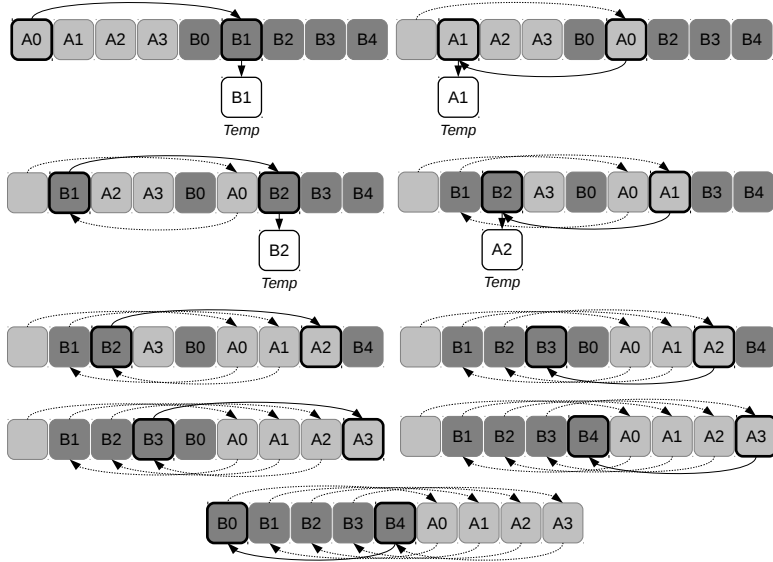 A0 A1 A2 A3 B0 B1 B2 B3 B4
B1
Temp
A1 A2 A3 B0 A0 B2 B3 B4
A1
Temp
B1 A2 A3 B0 A0 B2 B3 B4
B2
Temp
B1 B2 A3 B0 A0 A1 B3 B4
A2
Temp
B1 B2 A3 B0 A0 A1 A2 B4
B1 B2 B3 B0 A0 A1 A2 B4
B1 B2 B3 B0 A0 A1 A2 A3
B1 B2 B3 B4 A0 A1 A2 A3
B0 B1 B2 B3 B4 A0 A1 A2 A3